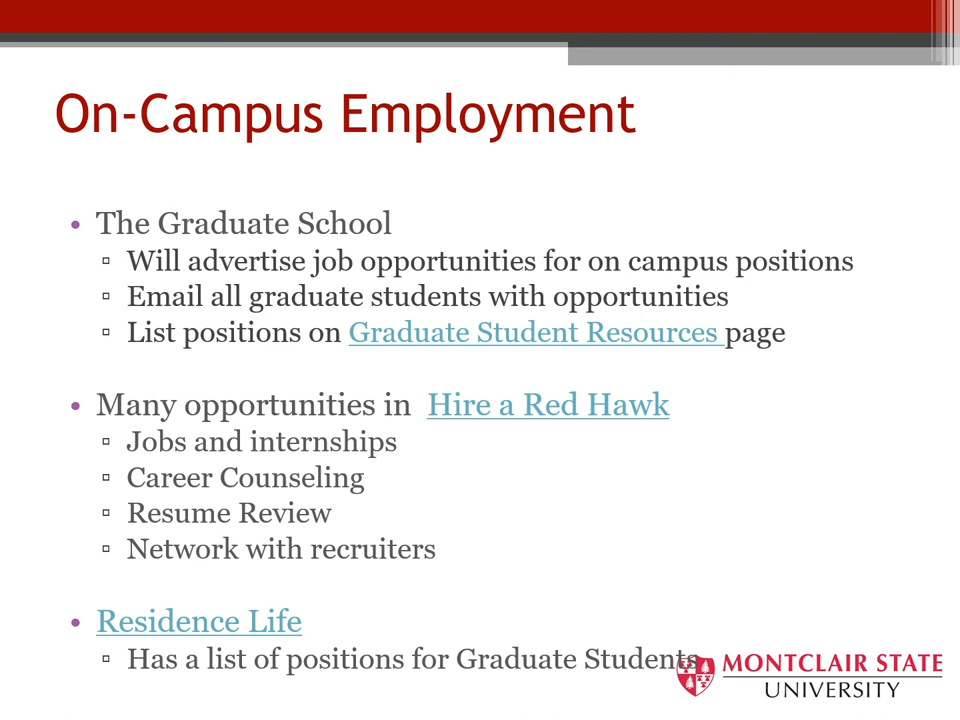 On-Campus Employment
• The Graduate School
▫ Will advertise job opportunities for on campus positions
▫ Email all graduate students with opportunities
▫ List positions on Graduate Student Resources page
• Many opportunities in Hire a Red Hawk
▫ Jobs and internships
▫ Career Counseling
▫ Resume Review
▫ Network with recruiters
• Residence Life
▫ Has a list of positions for Graduate Students
MONTCLAIR STATE
UNIVERSITY